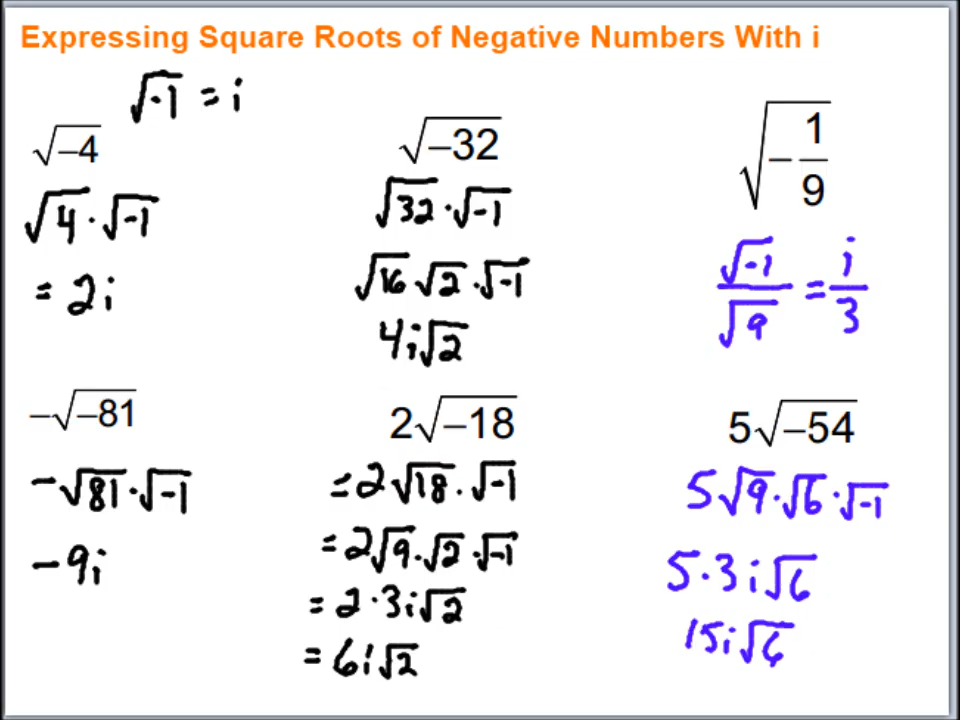 Expressing Square Roots of Negative Numbers With i
√-1 = i
√−4
√4 · √-1
= 2i
√−32
√32 · √-1
√16 √2 · √-1
4i√2
√−1/9
√-1/√9 = i/3
−√−81
-√81 · √-1
-9i
2√−18
= 2√18 · √-1
= 2√9 · √2 · √-1
= 2 · 3i√2
= 6i√2
5√−54
5√9 · √6 · √-1
5 · 3i√6
15i√6